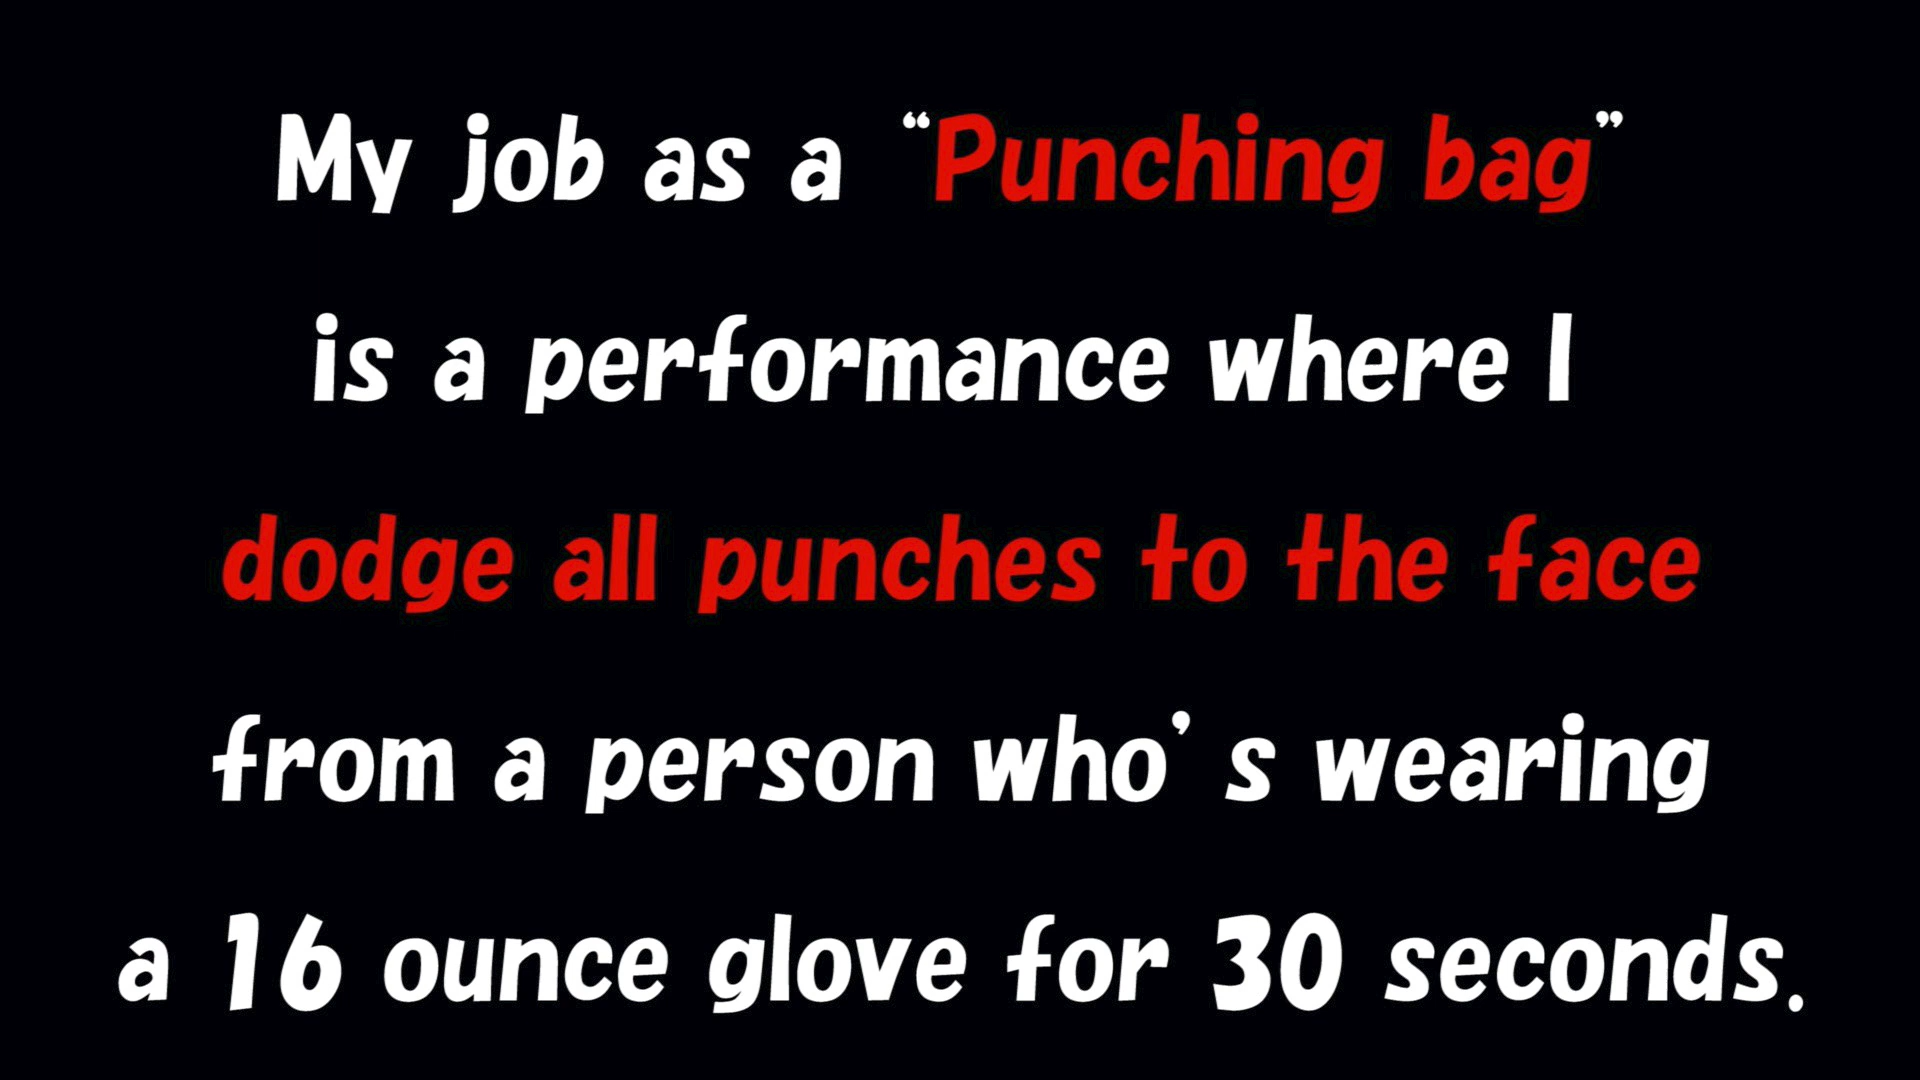 My job as a “Punching bag”
is a performance where I
dodge all punches to the face
from a person who’s wearing
a 16 ounce glove for 30 seconds.